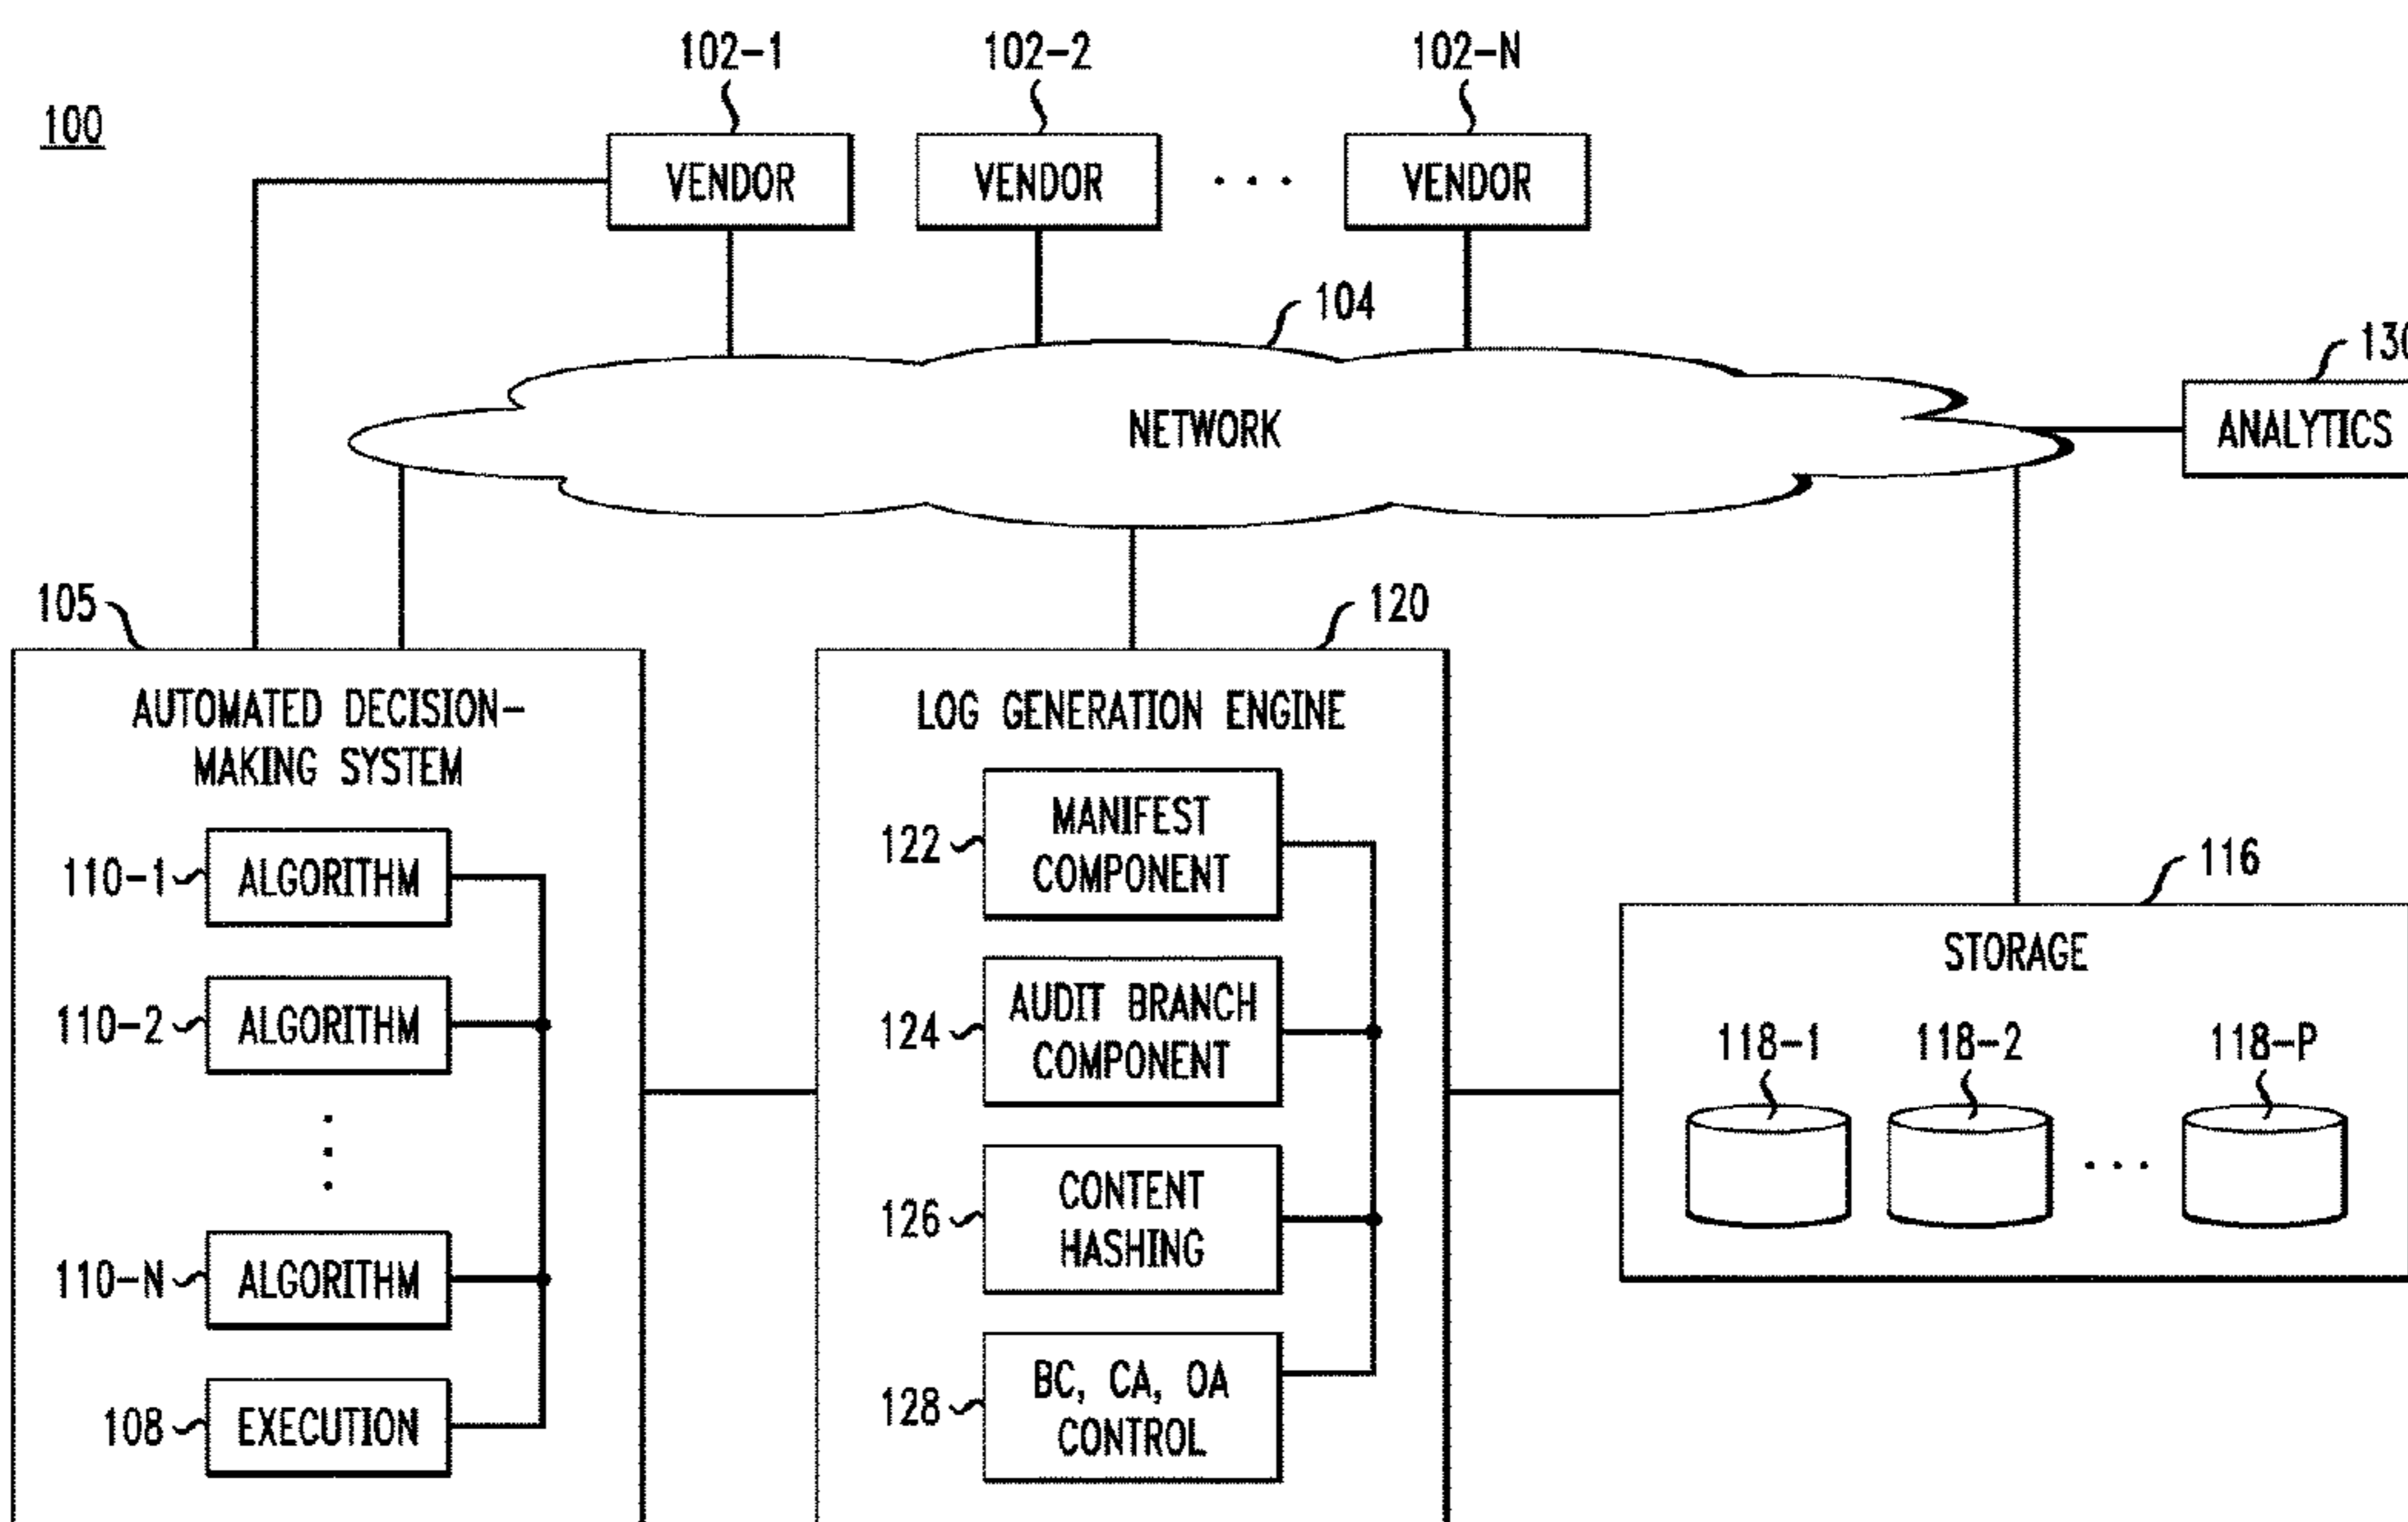 100
102-1
102-2
102-N
VENDOR
VENDOR
. . .
VENDOR
104
NETWORK
ANALYTICS
105
AUTOMATED DECISION-
MAKING SYSTEM
110-1
ALGORITHM
110-2
ALGORITHM
110-N
ALGORITHM
108
EXECUTION
120
LOG GENERATION ENGINE
122
MANIFEST
COMPONENT
124
AUDIT BRANCH
COMPONENT
126
CONTENT
HASHING
128
BC, CA, OA
CONTROL
116
STORAGE
118-1
118-2
118-P
. . .